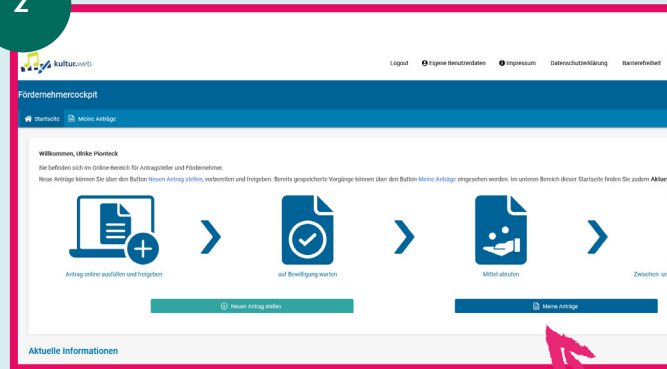 2
kultur.web
Logout Eigene Benutzerdaten Impressum Datenschutzerklärung Barrierefreiheit
Fördernehmercockpit
Startseite Meine Anträge
Willkommen, Ulrike Pionteck
Sie befinden sich im Online-Bereich für Antragsteller und Fördernehmer.
Neue Anträge können Sie über den Button Neuen Antrag stellen, vorbereiten und freigeben. Bereits gespeicherte Vorgänge können über den Button Meine Anträge eingesehen werden. Im unteren Bereich dieser Startseite finden Sie zudem
Antrag online ausfüllen und freigeben
auf Bewilligung warten
Mittel abrufen
Zwischen-
Neuen Antrag stellen
Meine Anträge
Aktuelle Informationen